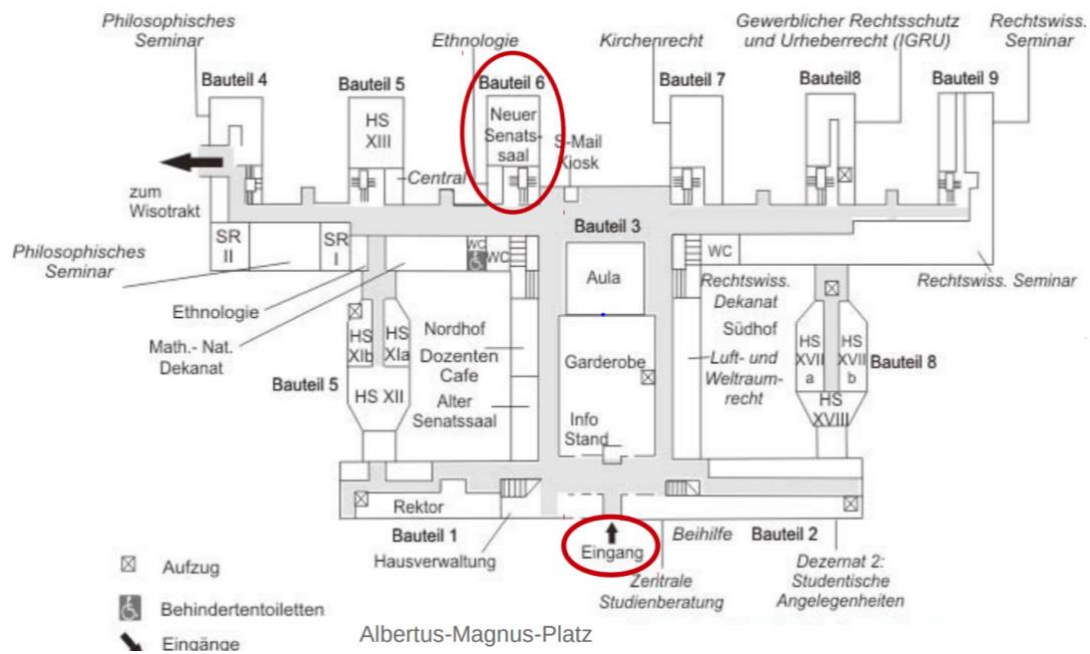 Philosophisches
Seminar
Ethnologie
Kirchenrecht
Gewerblicher Rechtsschutz
und Urheberrecht (IGRU)
Rechtswiss.
Seminar
Bauteil 4
Bauteil 5
Bauteil 6
Bauteil 7
Bauteil8
Bauteil 9
HS
XIII
Neuer
Senats-
saal
S-Mail
Kiosk
Central
zum
Wisotrakt
Bauteil 3
SR
II
SR
I
WC
WC
WC
Philosophisches
Seminar
Aula
Rechtswiss.
Dekanat
Rechtswiss. Seminar
Ethnologie
Math.- Nat.
Dekanat
HS
XIb
HS
XIa
Nordhof
Dozenten
Cafe
Garderobe
Südhof
Luft- und
Weltraum-
recht
HS
XVII
a
HS
XVII
b
Bauteil 8
Bauteil 5
HS XII
Alter
Senatssaal
Info
Stand
HS
XVIII
Rektor
Bauteil 1
Hausverwaltung
Eingang
Beihilfe
Bauteil 2
Zentrale
Studienberatung
Dezernat 2:
Studentische
Angelegenheiten
Aufzug
Behindertentoiletten
Eingänge
Albertus-Magnus-Platz